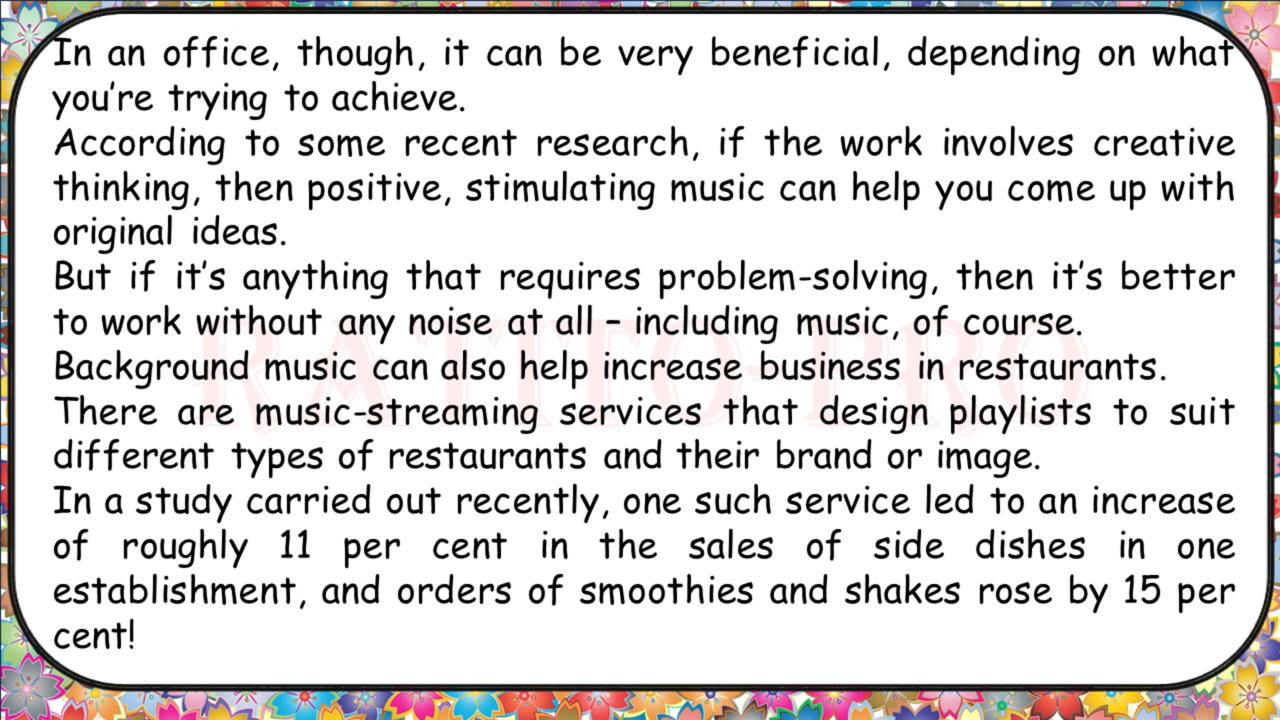 In an office, though, it can be very beneficial, depending on what
you're trying to achieve.
According to some recent research, if the work involves creative
thinking, then positive, stimulating music can help you come up with
original ideas.
But if it's anything that requires problem-solving, then it's better
to work without any noise at all – including music, of course.
Background music can also help increase business in restaurants.
There are music-streaming services that design playlists to suit
different types of restaurants and their brand or image.
In a study carried out recently, one such service led to an increase
of roughly 11 per cent in the sales of side dishes in one
establishment, and orders of smoothies and shakes rose by 15 per
cent!
RATITO-PRO